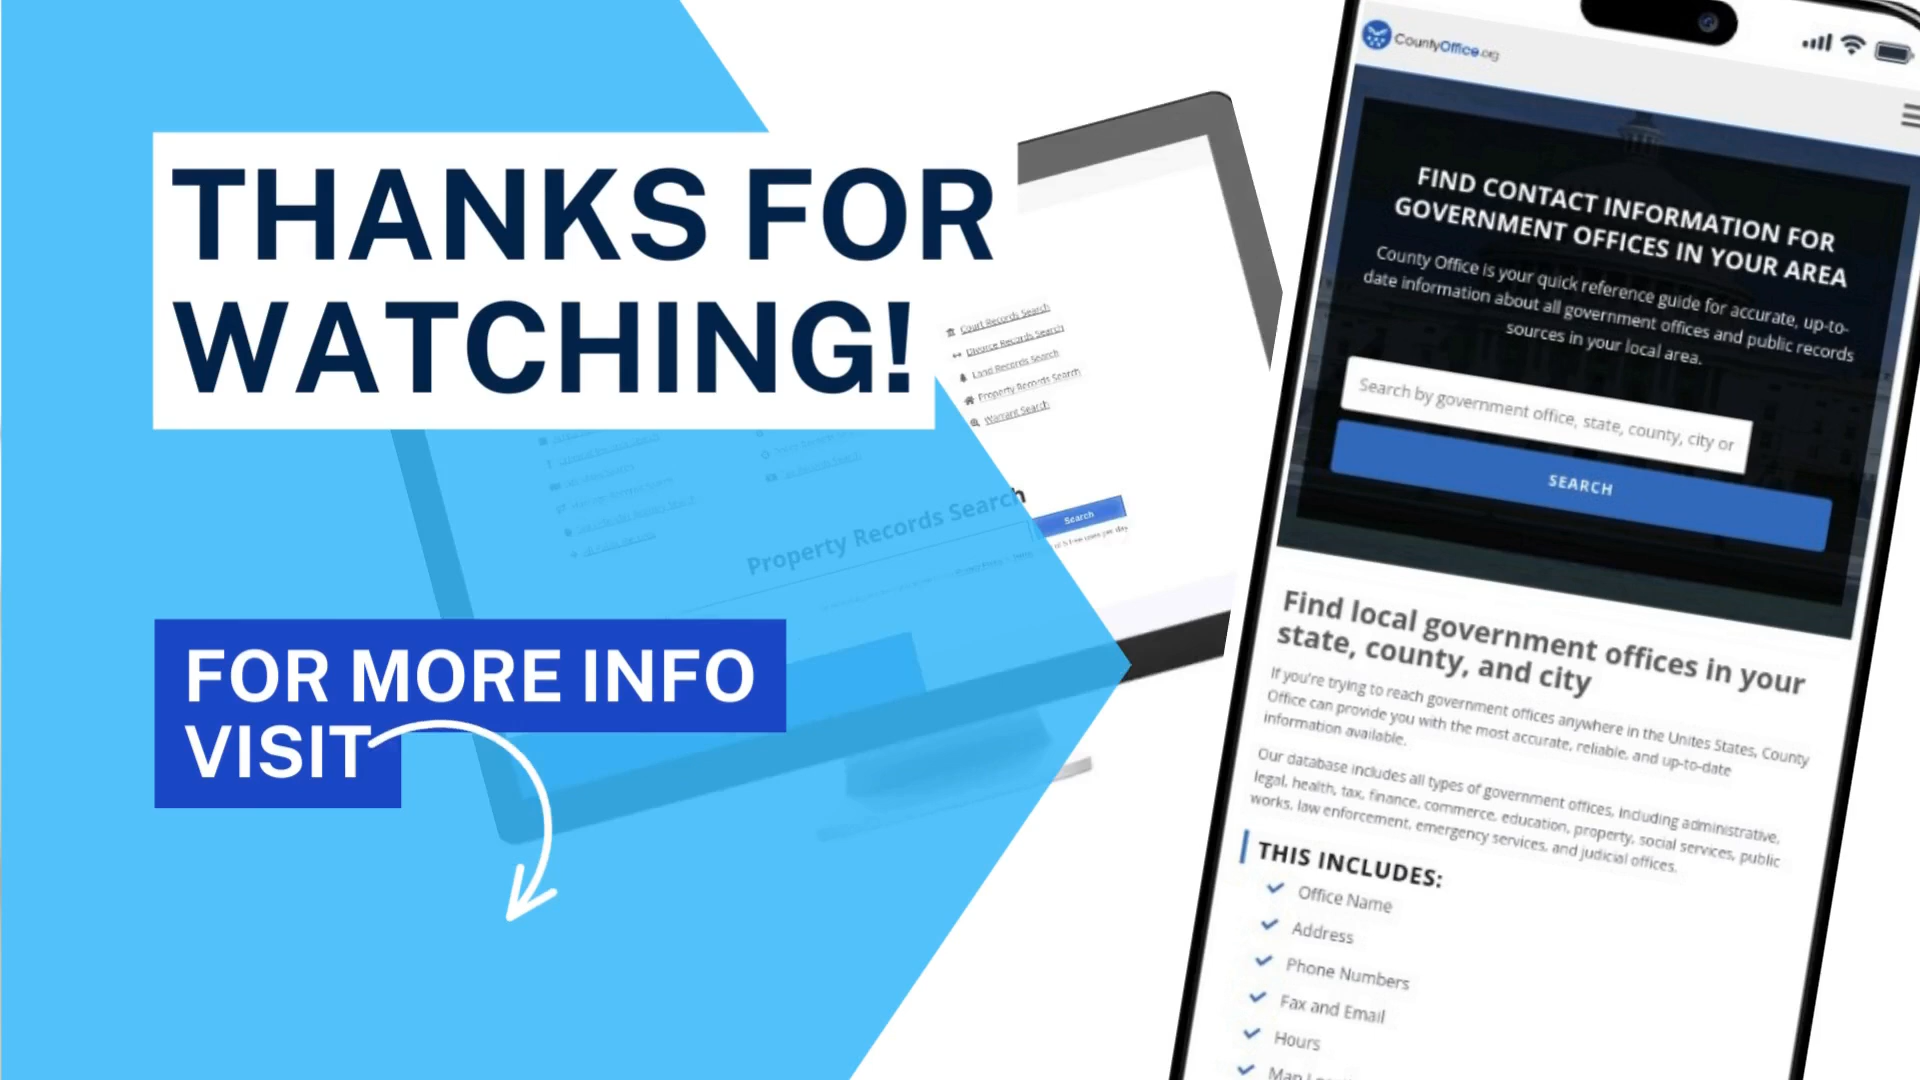 THANKS FOR
WATCHING!
FOR MORE INFO
VISIT
Court Records Search
Divorce Records Search
Land Records Search
Property Records Search
Warrant Search
Property Records Search
Search
of 5 free uses per day
CountyOffice.org
FIND CONTACT INFORMATION FOR
GOVERNMENT OFFICES IN YOUR AREA
County Office is your quick reference guide for accurate, up-to-
date information about all government offices and public records
sources in your local area.
Search by government office, state, county, city or
SEARCH
Find local government offices in your
state, county, and city
If you're trying to reach government offices anywhere in the Unites States, County
Office can provide you with the most accurate, reliable, and up-to-date
information available.
Our database includes all types of government offices, including administrative,
legal, health, tax, finance, commerce, education, property, social services, public
works, law enforcement, emergency services, and judicial offices.
THIS INCLUDES:
Office Name
Address
Phone Numbers
Fax and Email
Hours
Map